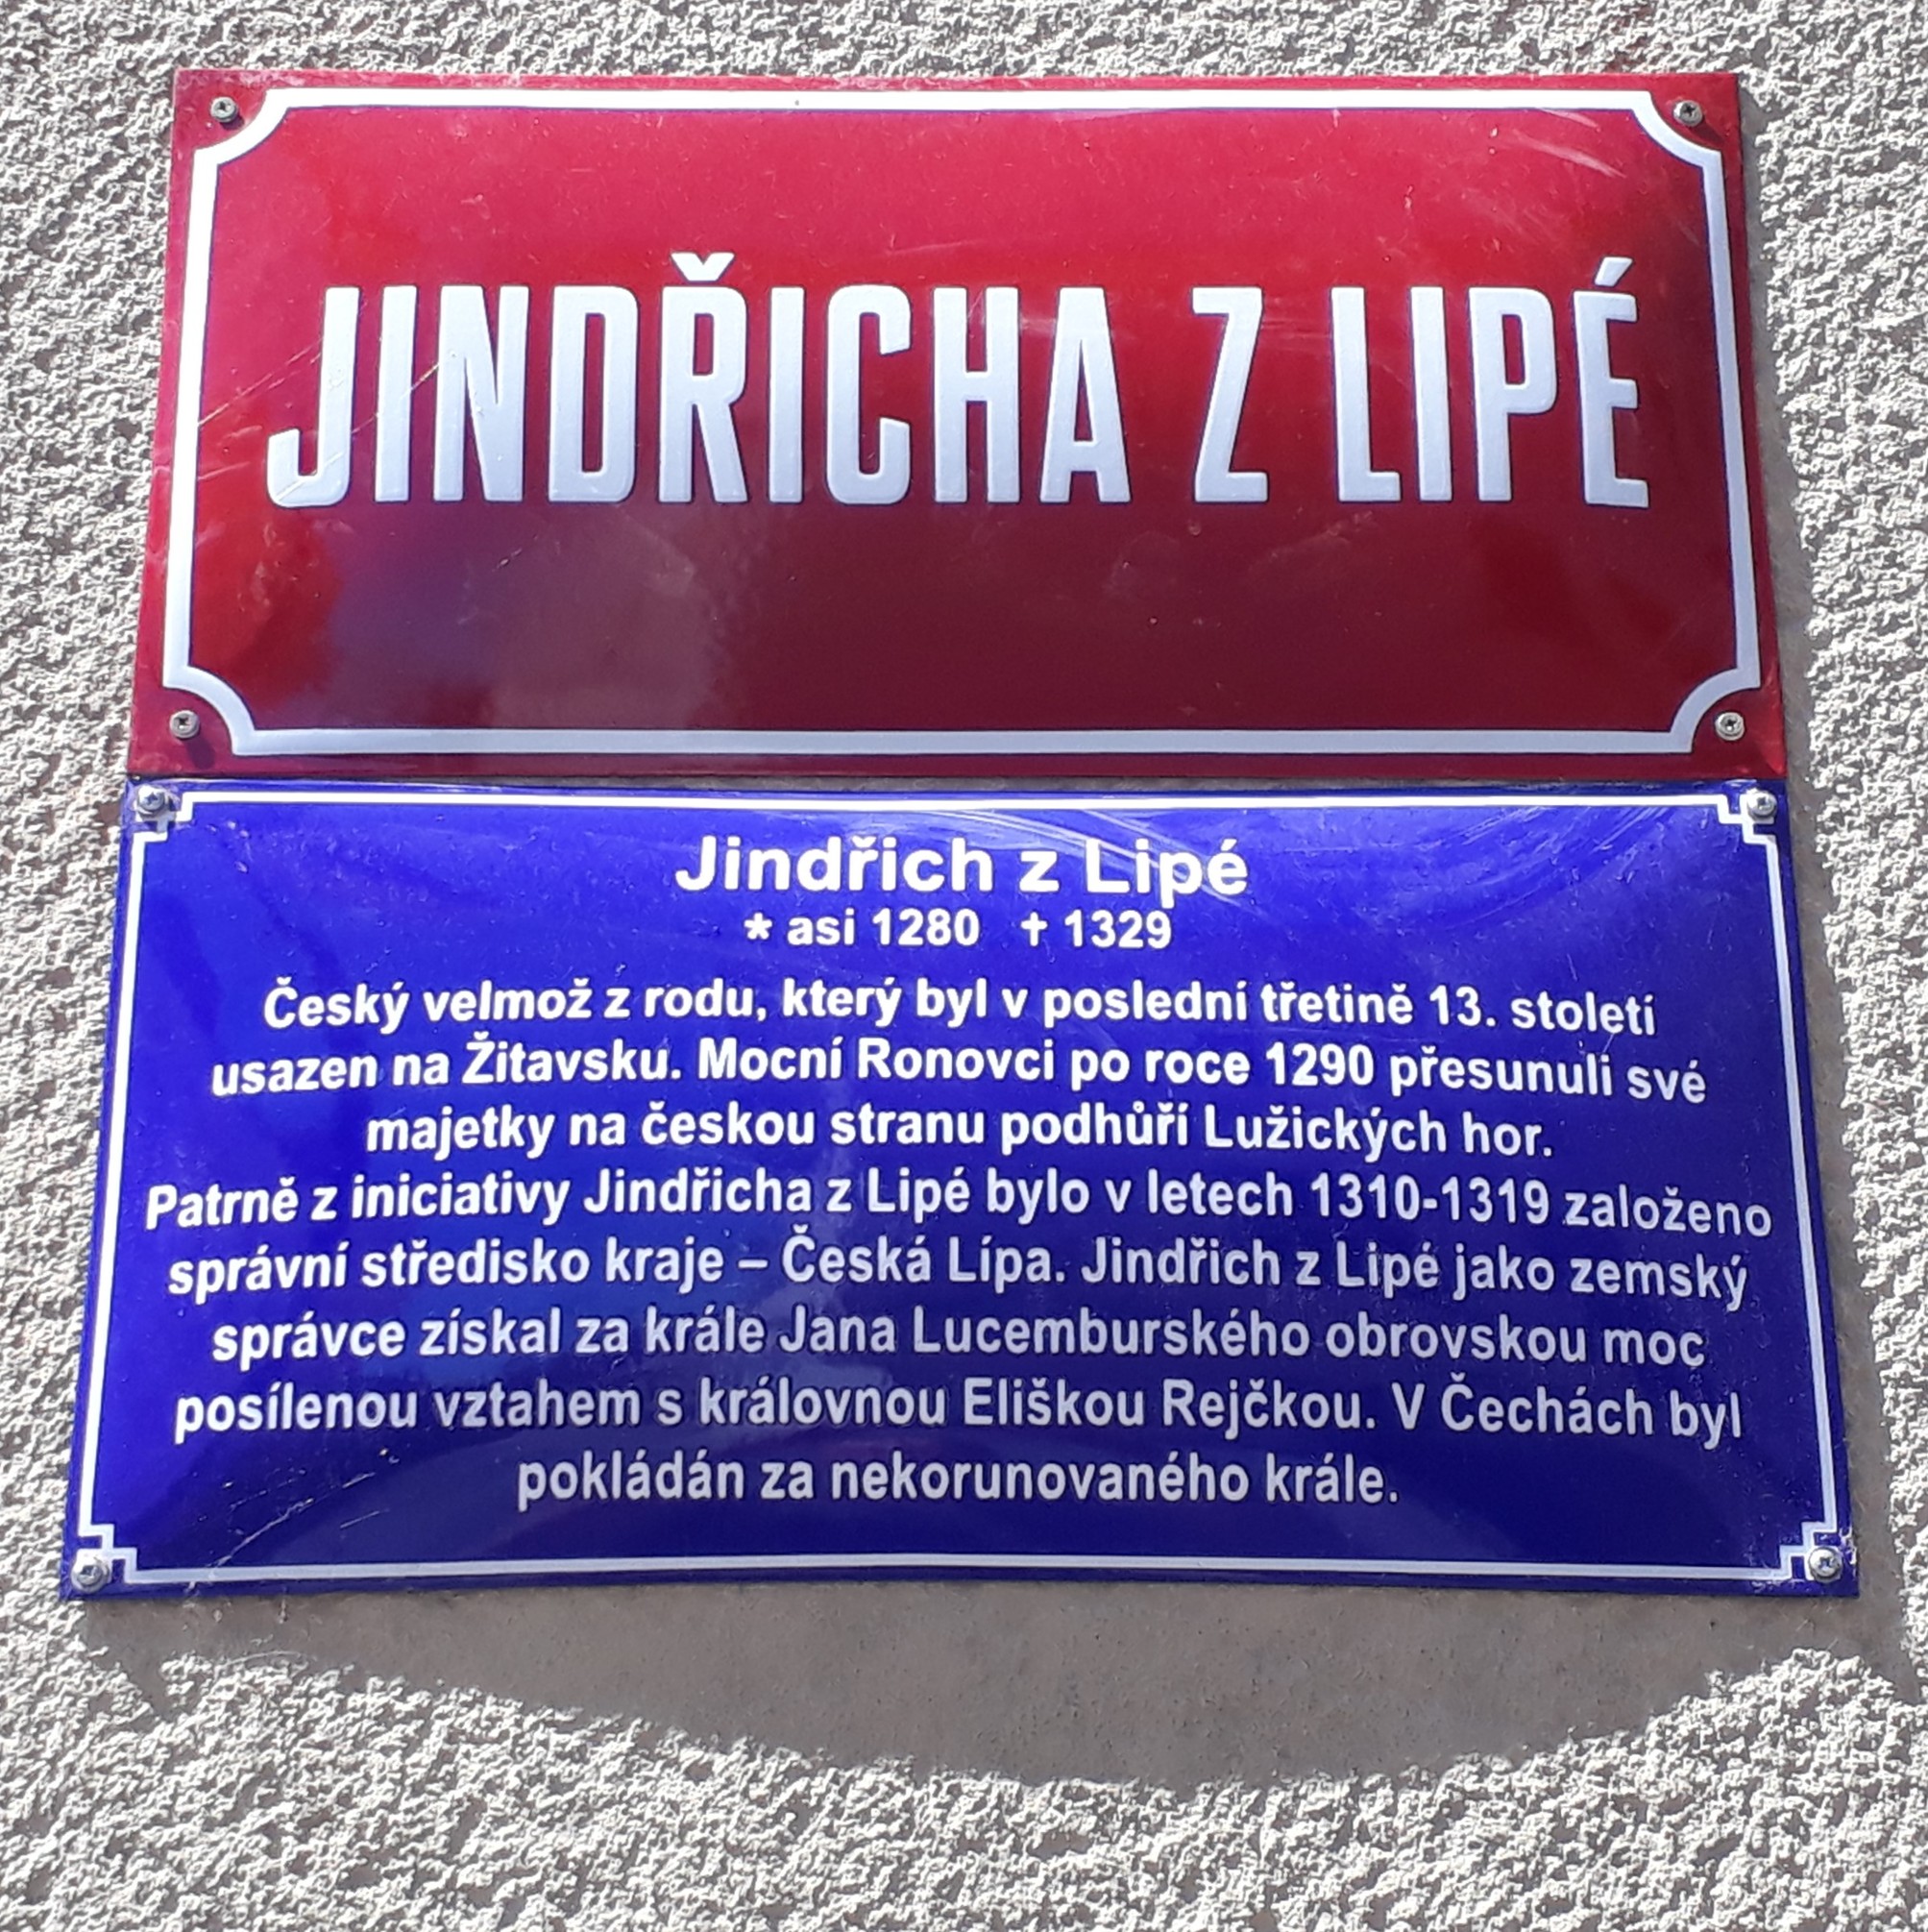 JINDŘICHA Z LIPÉ
Jindřich z Lipé
* asi 1280 † 1329
Český velmož z rodu, který byl v poslední třetině 13. století
usazen na Žitavsku. Mocní Ronovci po roce 1290 přesunuli své
majetky na českou stranu podhůří Lužických hor.
Patrně z iniciativy Jindřicha z Lipé bylo v letech 1310-1319 založeno
správní středisko kraje – Česká Lípa. Jindřich z Lipé jako zemský
správce získal za krále Jana Lucemburského obrovskou moc
posílenou vztahem s královnou Eliškou Rejčkou. V Čechách byl
pokládán za nekorunovaného krále.